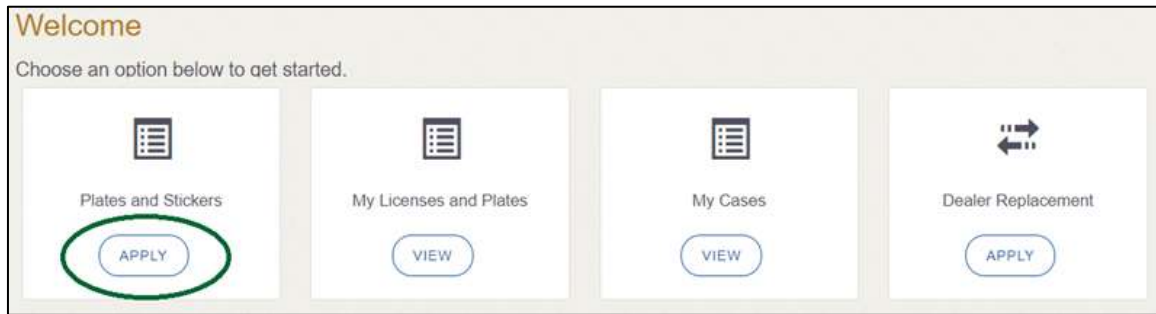 Welcome
Choose an option below to get started.
Plates and Stickers
My Licenses and Plates
My Cases
Dealer Replacement
APPLY
VIEW
VIEW
APPLY